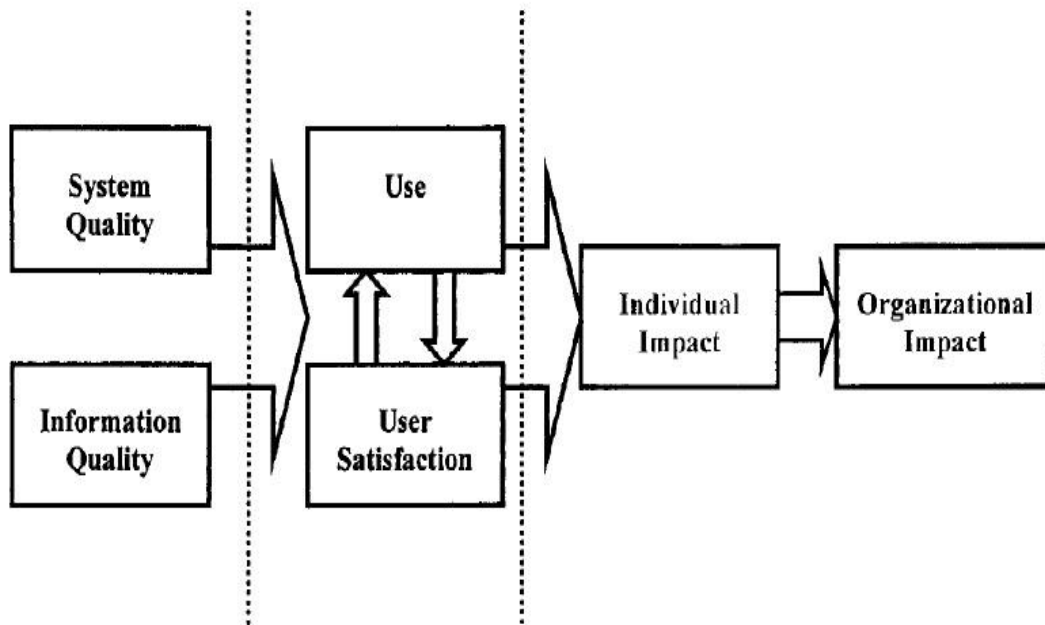 System
Quality
Information
Quality
Use
User
Satisfaction
Individual
Impact
Organizational
Impact